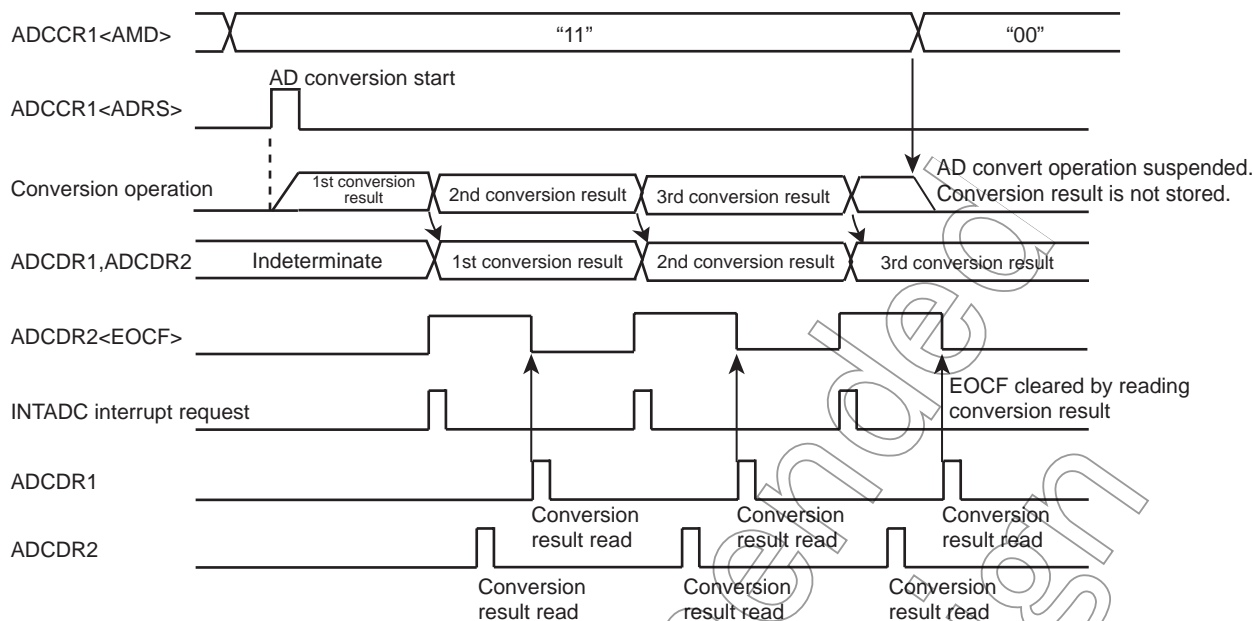 ADCCR1<AMD>
“11”
“00”
AD conversion start
ADCCR1<ADRS>
AD convert operation suspended.
Conversion result is not stored.
Conversion operation
1st conversion
result
2nd conversion result
3rd conversion result
ADCDR1,ADCDR2
Indeterminate
1st conversion result
2nd conversion result
3rd conversion result
ADCDR2<EOCF>
EOCF cleared by reading
conversion result
INTADC interrupt request
ADCDR1
Conversion
result read
Conversion
result read
Conversion
result read
ADCDR2
Conversion
result read
Conversion
result read
Conversion
result read